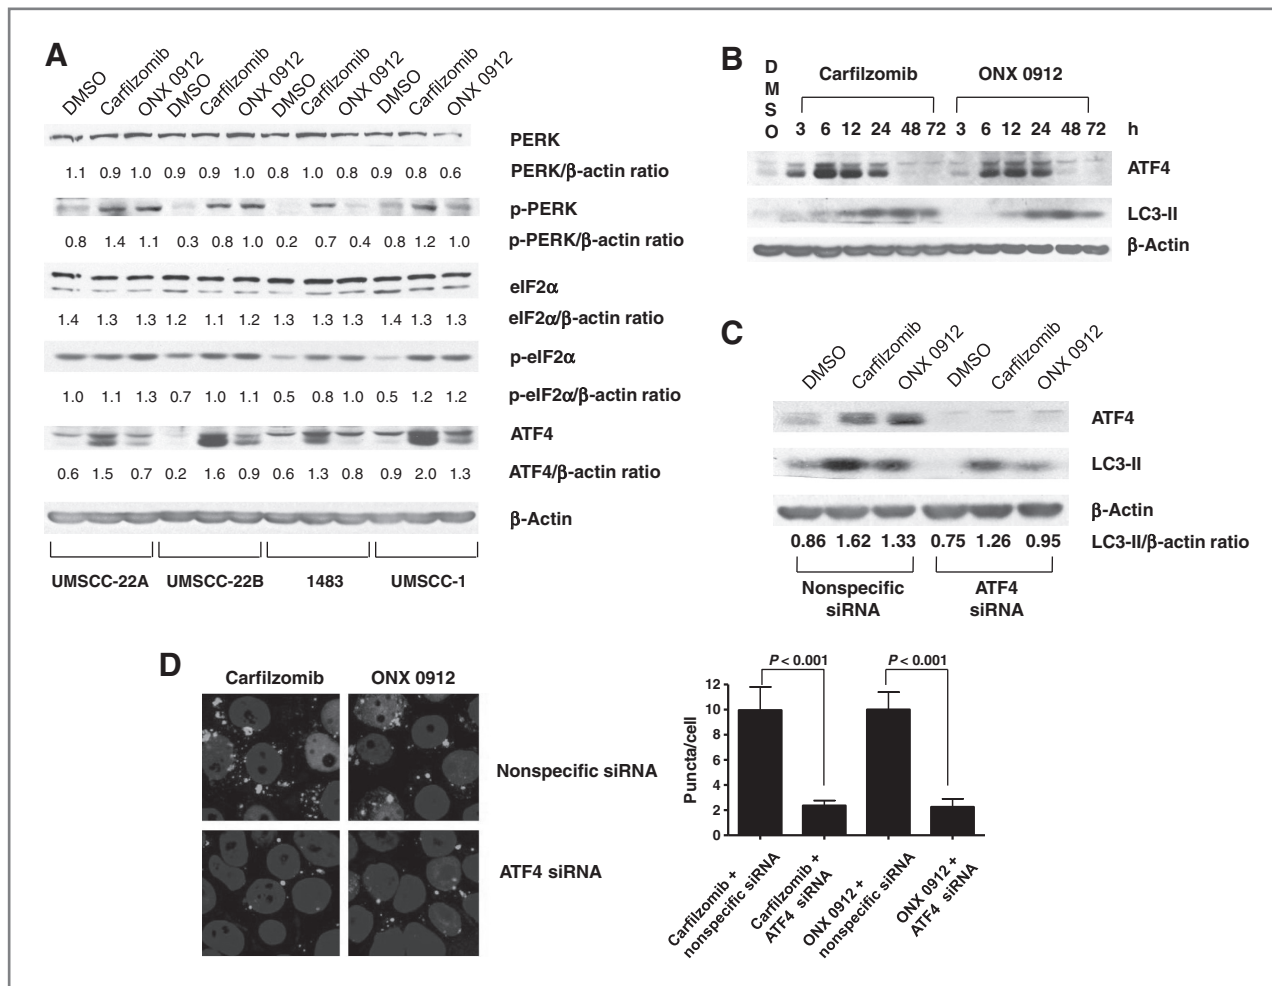 A
DMSO Carfilzomib ONX 0912 DMSO Carfilzomib ONX 0912 DMSO Carfilzomib ONX 0912 DMSO Carfilzomib ONX 0912
PERK
1.1 0.9 1.0 0.9 0.9 1.0 0.8 1.0 0.8 0.9 0.8 0.6 PERK/β-actin ratio
p-PERK
0.8 1.4 1.1 0.3 0.8 1.0 0.2 0.7 0.4 0.8 1.2 1.0 p-PERK/β-actin ratio
eIF2α
1.4 1.3 1.3 1.2 1.1 1.2 1.3 1.3 1.3 1.4 1.3 1.3 eIF2α/β-actin ratio
p-eIF2α
1.0 1.1 1.3 0.7 1.0 1.1 0.5 0.8 1.0 0.5 1.2 1.2 p-eIF2α/β-actin ratio
ATF4
0.6 1.5 0.7 0.2 1.6 0.9 0.6 1.3 0.8 0.9 2.0 1.3 ATF4/β-actin ratio
β-Actin
UMSCC-22A UMSCC-22B 1483 UMSCC-1
B
DMSO
Carfilzomib ONX 0912
3 6 12 24 48 72 3 6 12 24 48 72 h
ATF4
LC3-II
β-Actin
C
DMSO Carfilzomib ONX 0912 DMSO Carfilzomib ONX 0912
ATF4
LC3-II
β-Actin
0.86 1.62 1.33 0.75 1.26 0.95 LC3-II/β-actin ratio
Nonspecific
siRNA
ATF4
siRNA
D
Carfilzomib ONX 0912
Nonspecific siRNA
ATF4 siRNA
P < 0.001 P < 0.001
Puncta/cell
12
10
8
6
4
2
0
Carfilzomib +
nonspecific siRNA
Carfilzomib +
ATF4 siRNA
ONX 0912 +
nonspecific siRNA
ONX 0912 +
ATF4 siRNA